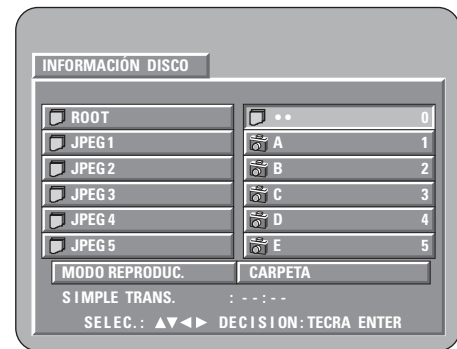 INFORMACIÓN DISCO
ROOT •• 0
JPEG1 A 1
JPEG2 B 2
JPEG3 C 3
JPEG4 D 4
JPEG5 E 5
MODO REPRODUC. CARPETA
SIMPLE TRANS. :--:--
SELEC.: ▲▼◄► DECISION:TECRA ENTER